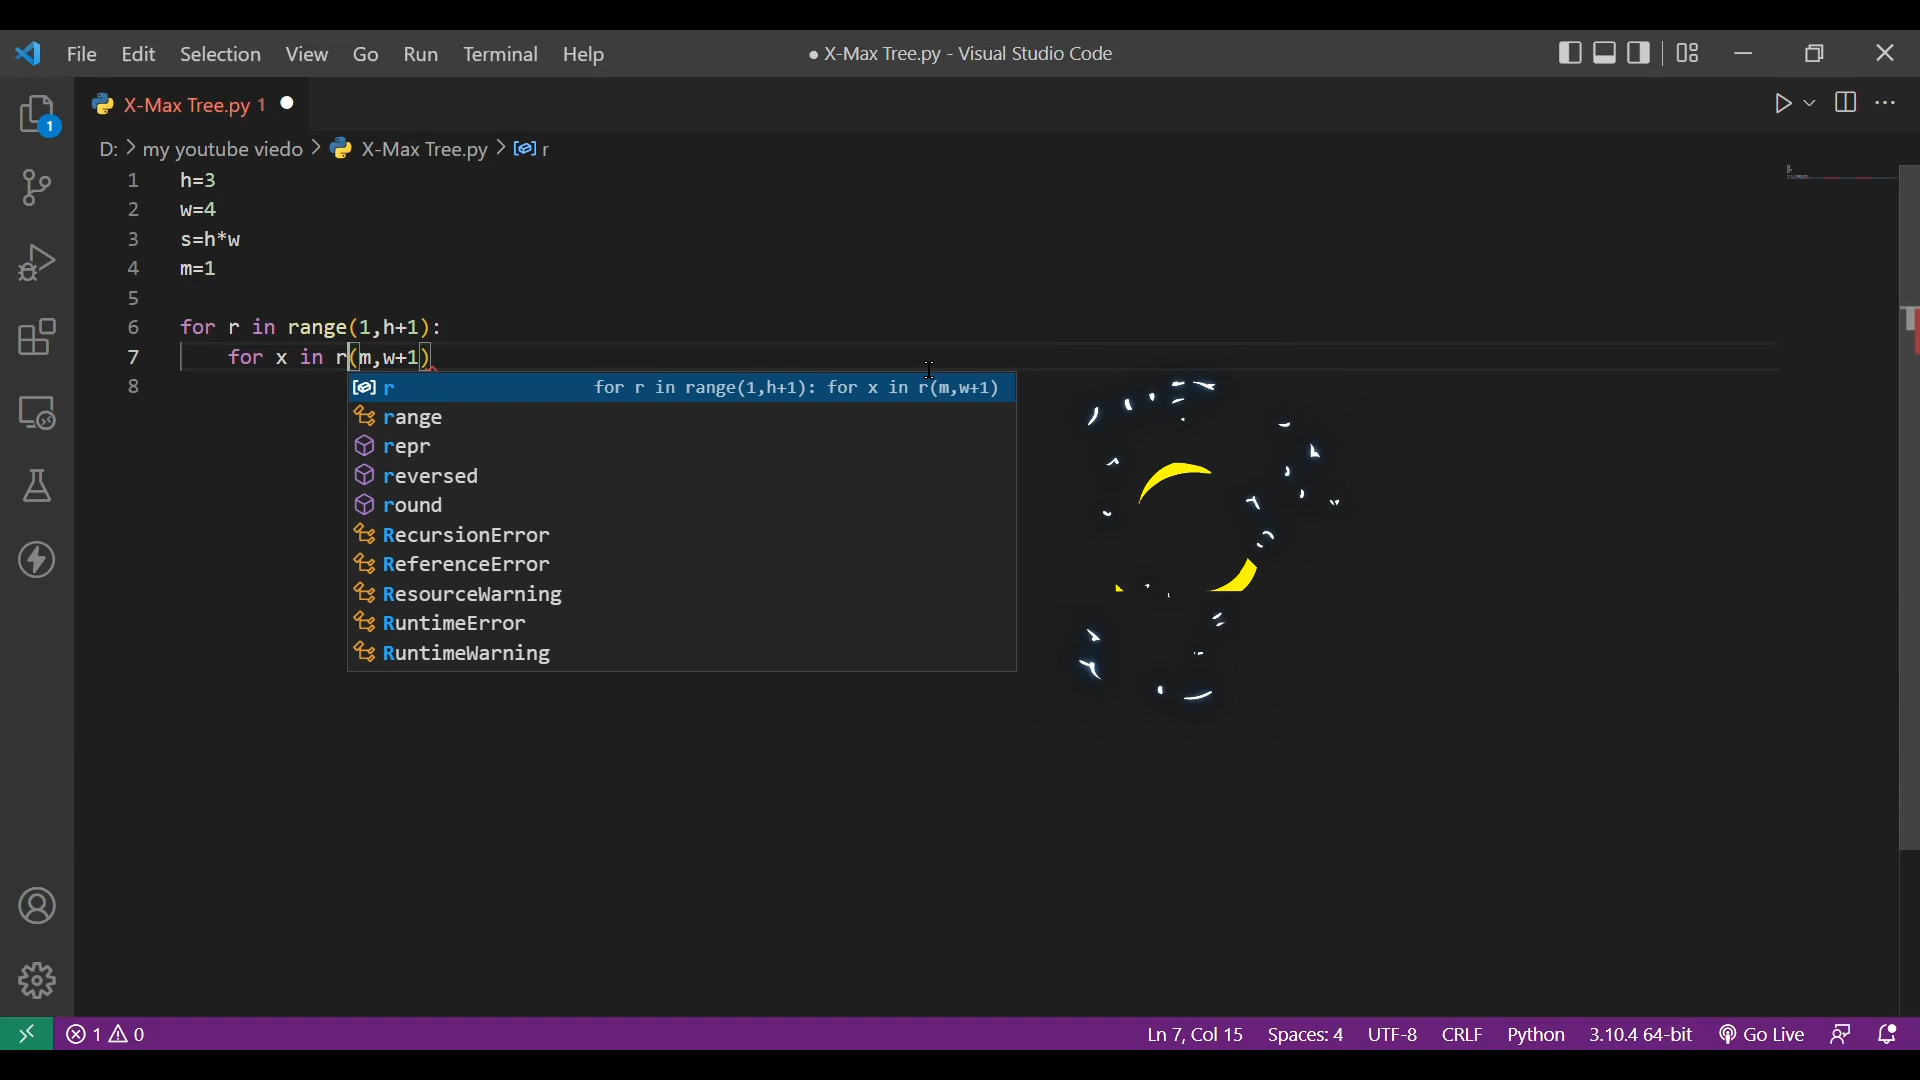 File Edit Selection View Go Run Terminal Help
● X-Max Tree.py - Visual Studio Code
X-Max Tree.py 1 ●
1
D: > my youtube viedo > X-Max Tree.py > r
1 h=3
2 w=4
3 s=h*w
4 m=1
5
6 for r in range(1,h+1):
7 for x in r(m,w+1)
8
r for r in range(1,h+1): for x in r(m,w+1)
range
repr
reversed
round
RecursionError
ReferenceError
ResourceWarning
RuntimeError
RuntimeWarning
1 0 Ln 7, Col 15 Spaces: 4 UTF-8 CRLF Python 3.10.4 64-bit Go Live